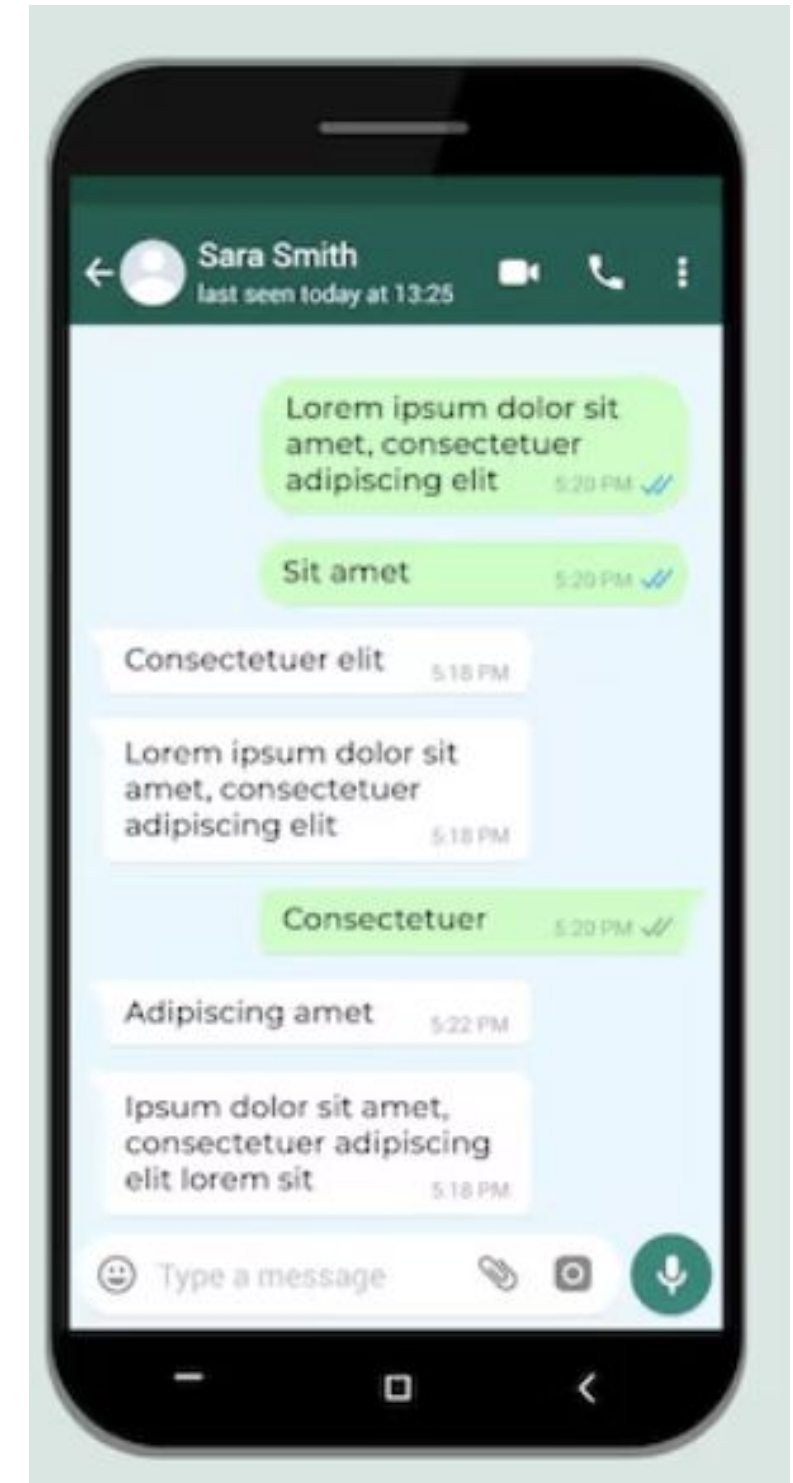 Sara Smith
last seen today at 13:25
Lorem ipsum dolor sit
amet, consectetuer
adipiscing elit 5:20 PM
Sit amet 5:20 PM
Consectetuer elit 5:18 PM
Lorem ipsum dolor sit
amet, consectetuer
adipiscing elit 5:18 PM
Consectetuer 5:20 PM
Adipiscing amet 5:22 PM
Ipsum dolor sit amet,
consectetuer adipiscing
elit lorem sit 5:18 PM
Type a message